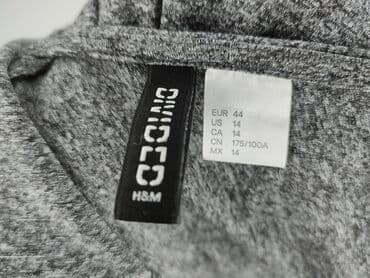 DIVIDED
H&M
EUR 44
US 14
CA 14
CN 175/100A
MX 14